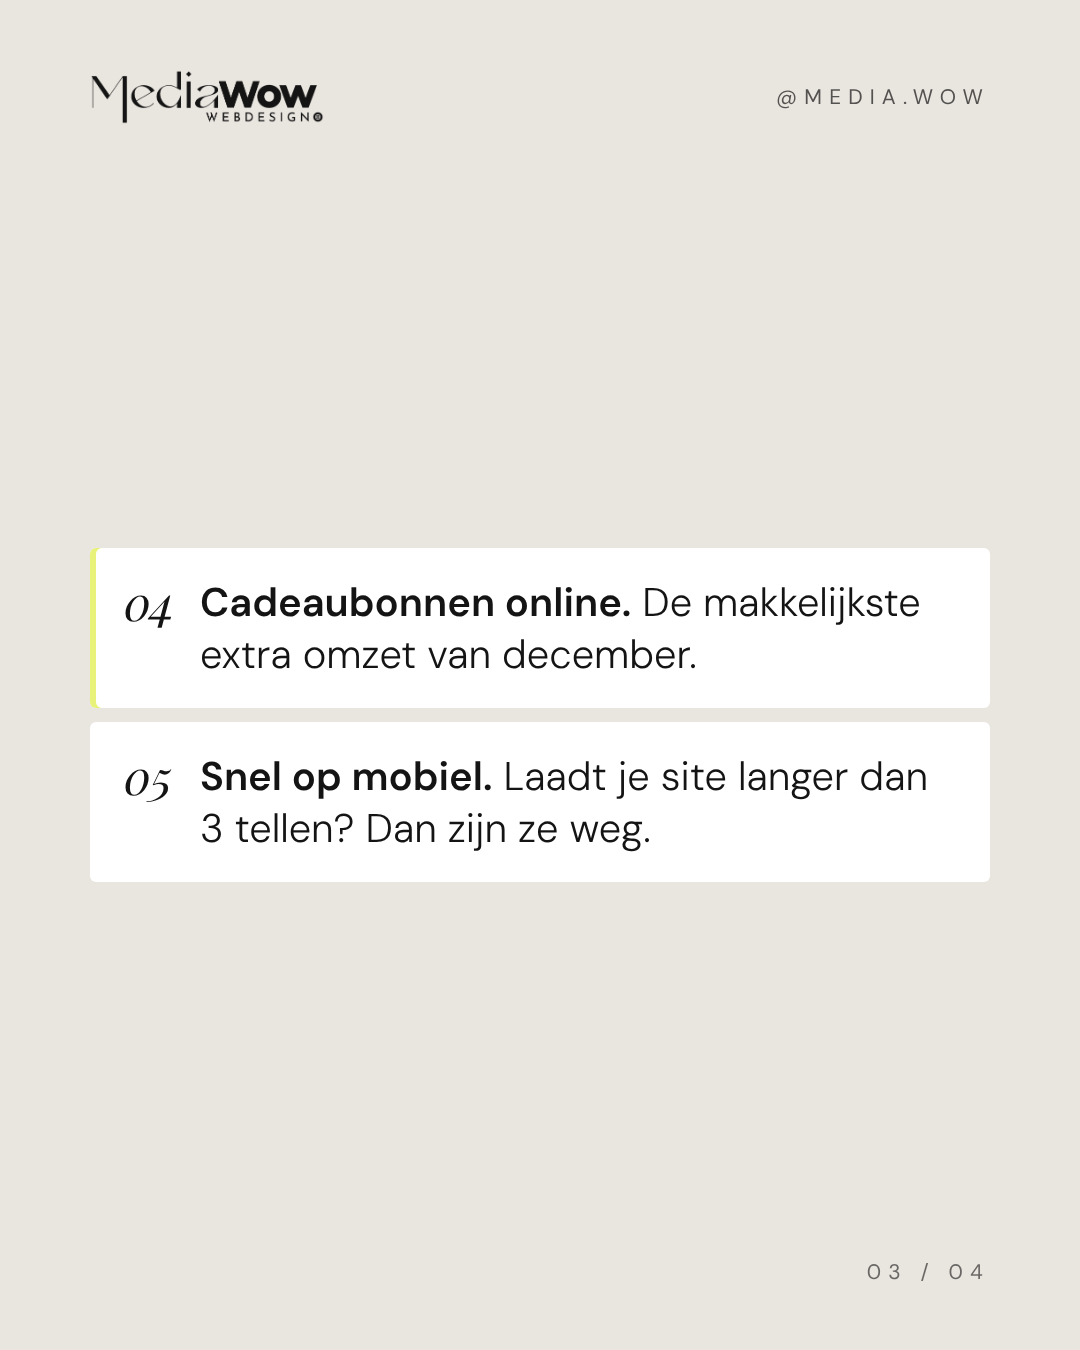 MediaWow
WEBDESIGN
@MEDIA.WOW
04 Cadeaubonnen online. De makkelijkste
extra omzet van december.
05 Snel op mobiel. Laadt je site langer dan
3 tellen? Dan zijn ze weg.
03 / 04